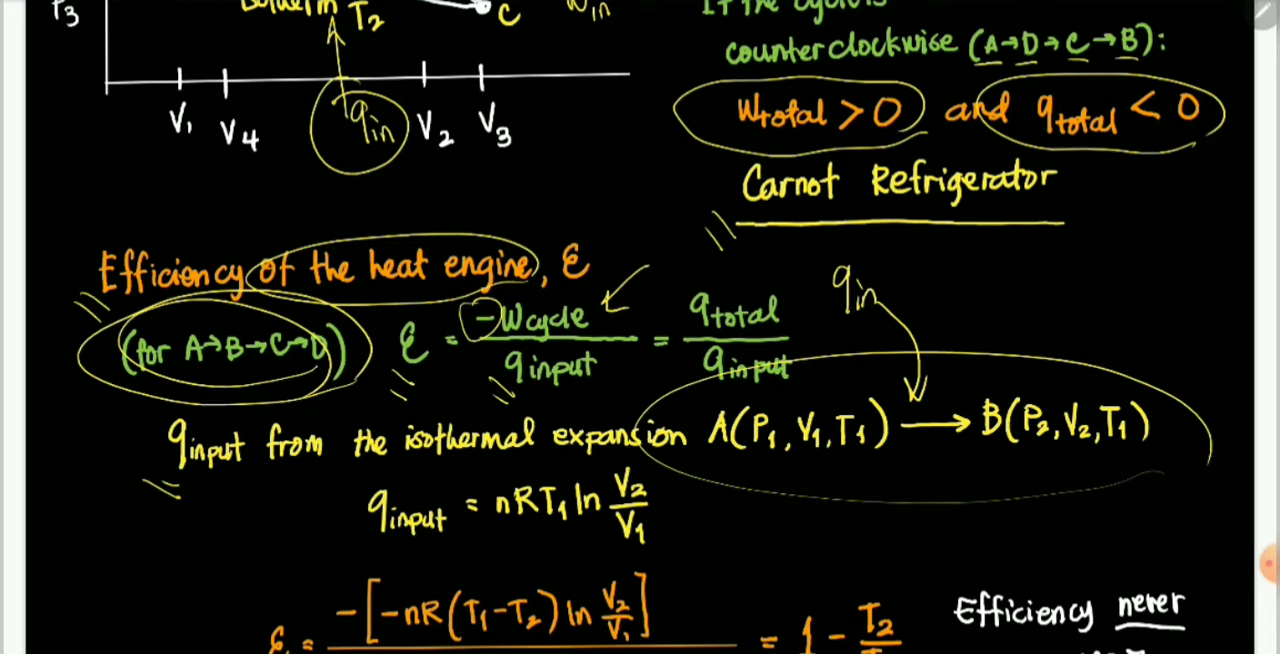 P3
T2
C
Win
If the
counterclockwise (A→D→C→B):
V1 V4 qin V2 V3
Wtotal > 0 and qtotal < 0
Carnot Refrigerator
Efficiency of the heat engine, ε
qin
(for A→B→C→D) ε = -Wcycle / qinput = qtotal / qinput
qinput from the isothermal expansion A(P1, V1, T1) → B(P2, V2, T1)
qinput = nRT1 ln V2/V1
ε = -[-nR(T1-T2) ln V2/V1] = 1 - T2
Efficiency never